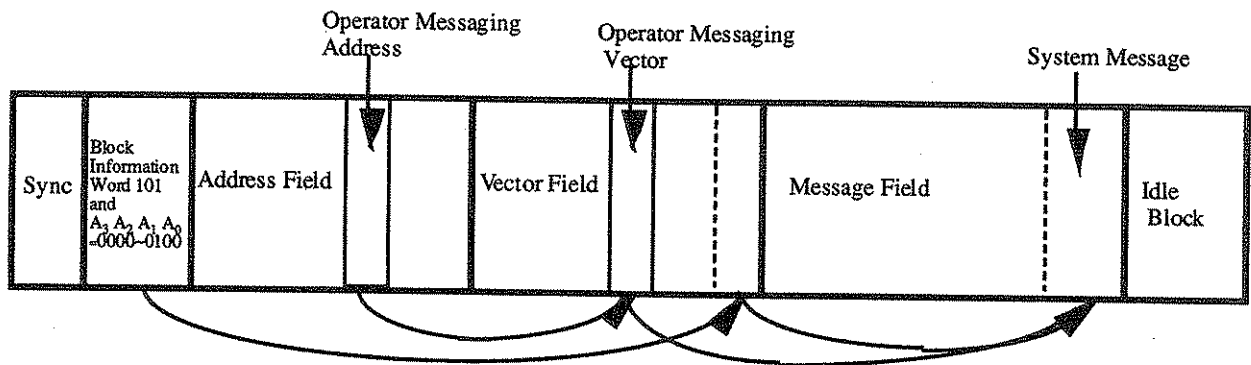 Operator Messaging
Address
Operator Messaging
Vector
System Message
Sync
Block
Information
Word 101
and
A3 A2 A1 A0
=0000~0100
Address Field
Vector Field
Message Field
Idle
Block